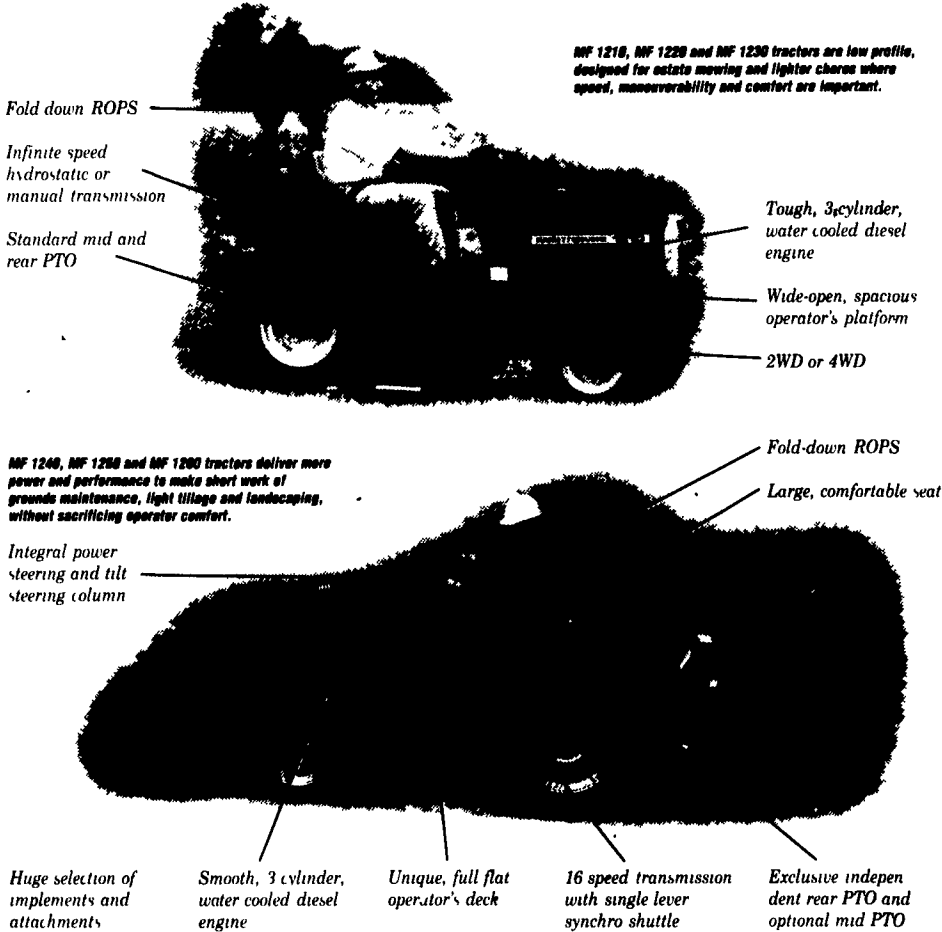 MF 1210, MF 1220 and MF 1230 tractors are low profile,
designed for estate mowing and lighter chores where
speed, maneuverability and comfort are important.
Fold down ROPS
Infinite speed
hydrostatic or
manual transmission
Standard mid and
rear PTO
Tough, 3 cylinder,
water cooled diesel
engine
Wide-open, spacious
operator's platform
2WD or 4WD
MF 1240, MF 1250 and MF 1260 tractors deliver more
power and performance to make short work of
grounds maintenance, light tillage and landscaping,
without sacrificing operator comfort.
Fold-down ROPS
Large, comfortable seat
Integral power
steering and tilt
steering column
Huge selection of
implements and
attachments
Smooth, 3 cylinder,
water cooled diesel
engine
Unique, full flat
operator's deck
16 speed transmission
with single lever
synchro shuttle
Exclusive indepen
dent rear PTO and
optional mid PTO